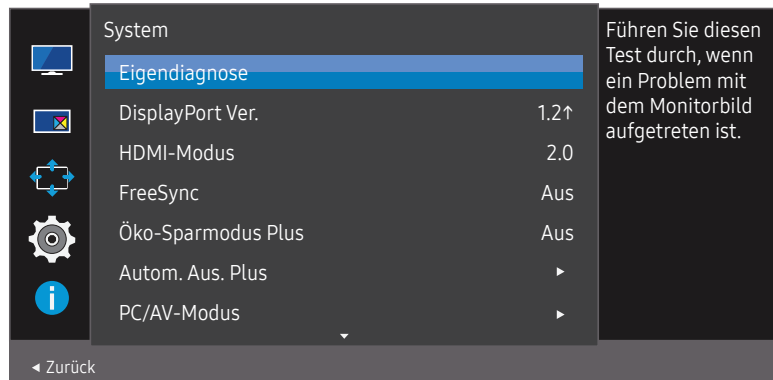 System
Eigendiagnose
DisplayPort Ver. 1.2↑
HDMI-Modus 2.0
FreeSync Aus
Öko-Sparmodus Plus Aus
Autom. Aus. Plus ►
PC/AV-Modus ►
Führen Sie diesen
Test durch, wenn
ein Problem mit
dem Monitorbild
aufgetreten ist.
◄ Zurück